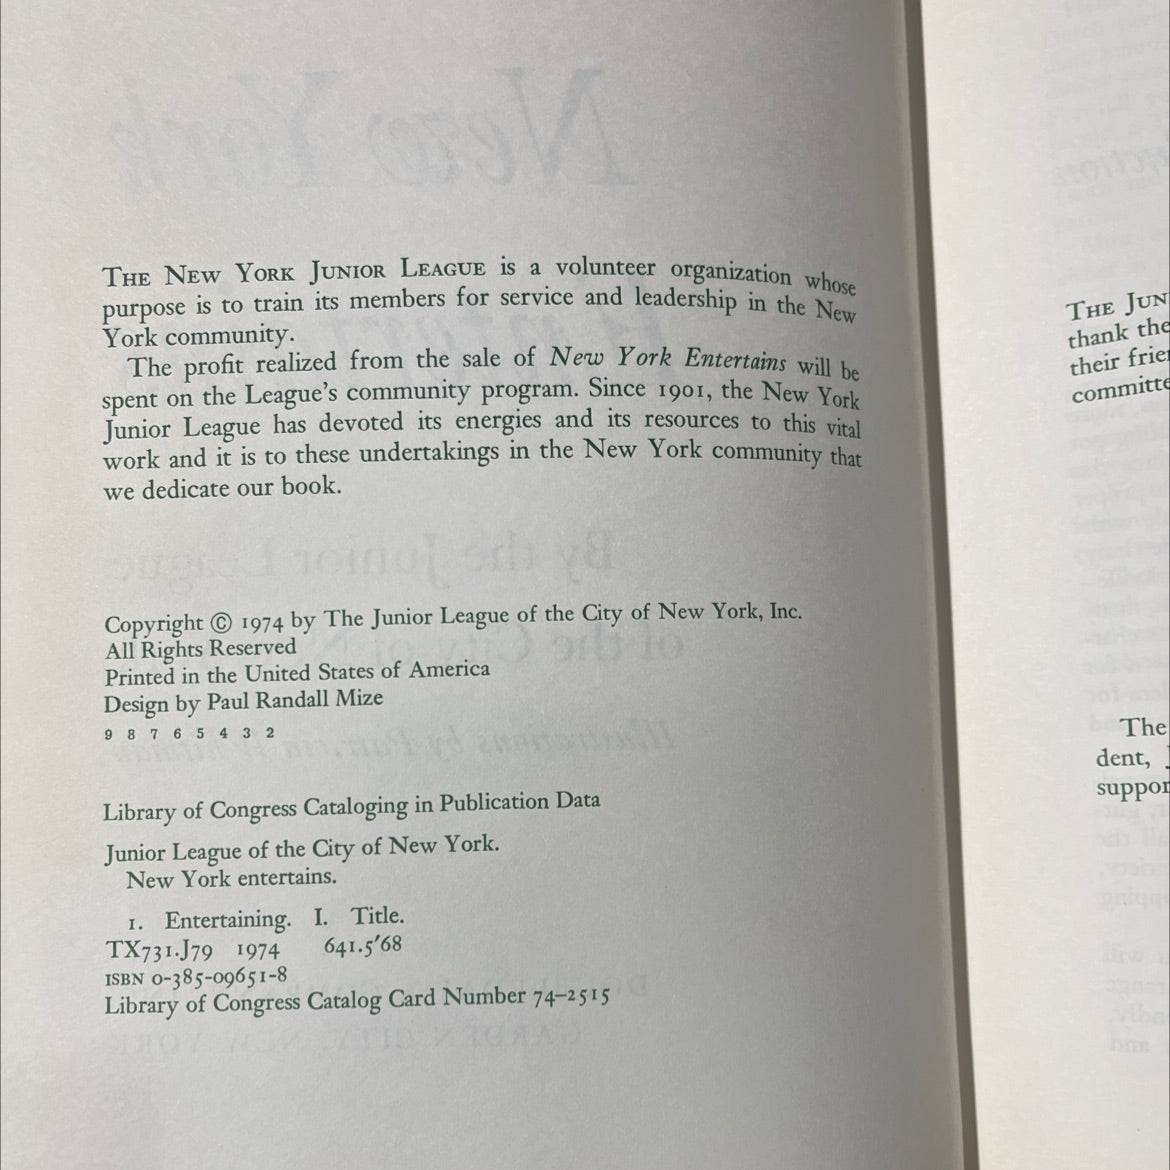 THE NEW YORK JUNIOR LEAGUE is a volunteer organization whose
purpose is to train its members for service and leadership in the New
York community.
The profit realized from the sale of New York Entertains will be
spent on the League's community program. Since 1901, the New York
Junior League has devoted its energies and its resources to this vital
work and it is to these undertakings in the New York community that
we dedicate our book.
Copyright © 1974 by The Junior League of the City of New York, Inc.
All Rights Reserved
Printed in the United States of America
Design by Paul Randall Mize
9 8 7 6 5 4 3 2
Library of Congress Cataloging in Publication Data
Junior League of the City of New York.
New York entertains.
1. Entertaining. I. Title.
TX731.J79 1974 641.5'68
ISBN 0-385-09651-8
Library of Congress Catalog Card Number 74-2515
THE JUN
thank the
their frie
committe
The
dent, J
suppor